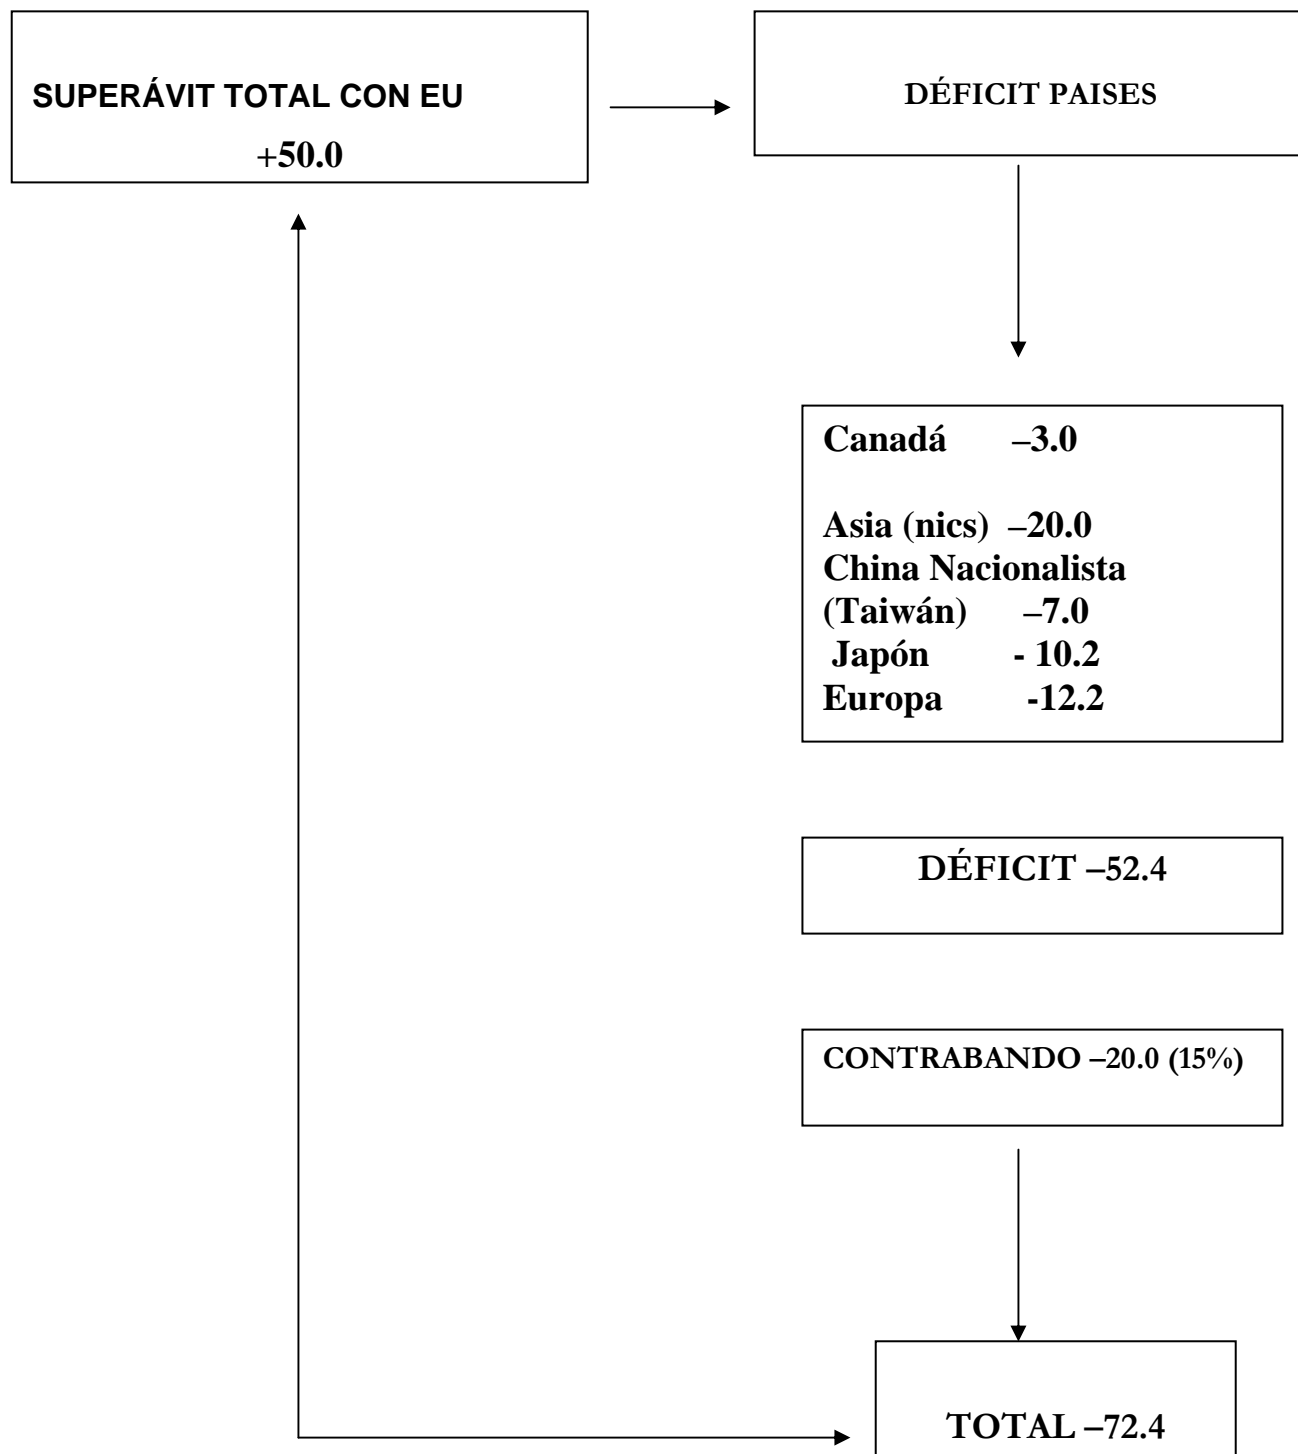 SUPERÁVIT TOTAL CON EU
+50.0
DÉFICIT PAISES
Canadá –3.0
Asia (nics) –20.0
China Nacionalista
(Taiwán) –7.0
Japón - 10.2
Europa -12.2
DÉFICIT –52.4
CONTRABANDO –20.0 (15%)
TOTAL –72.4